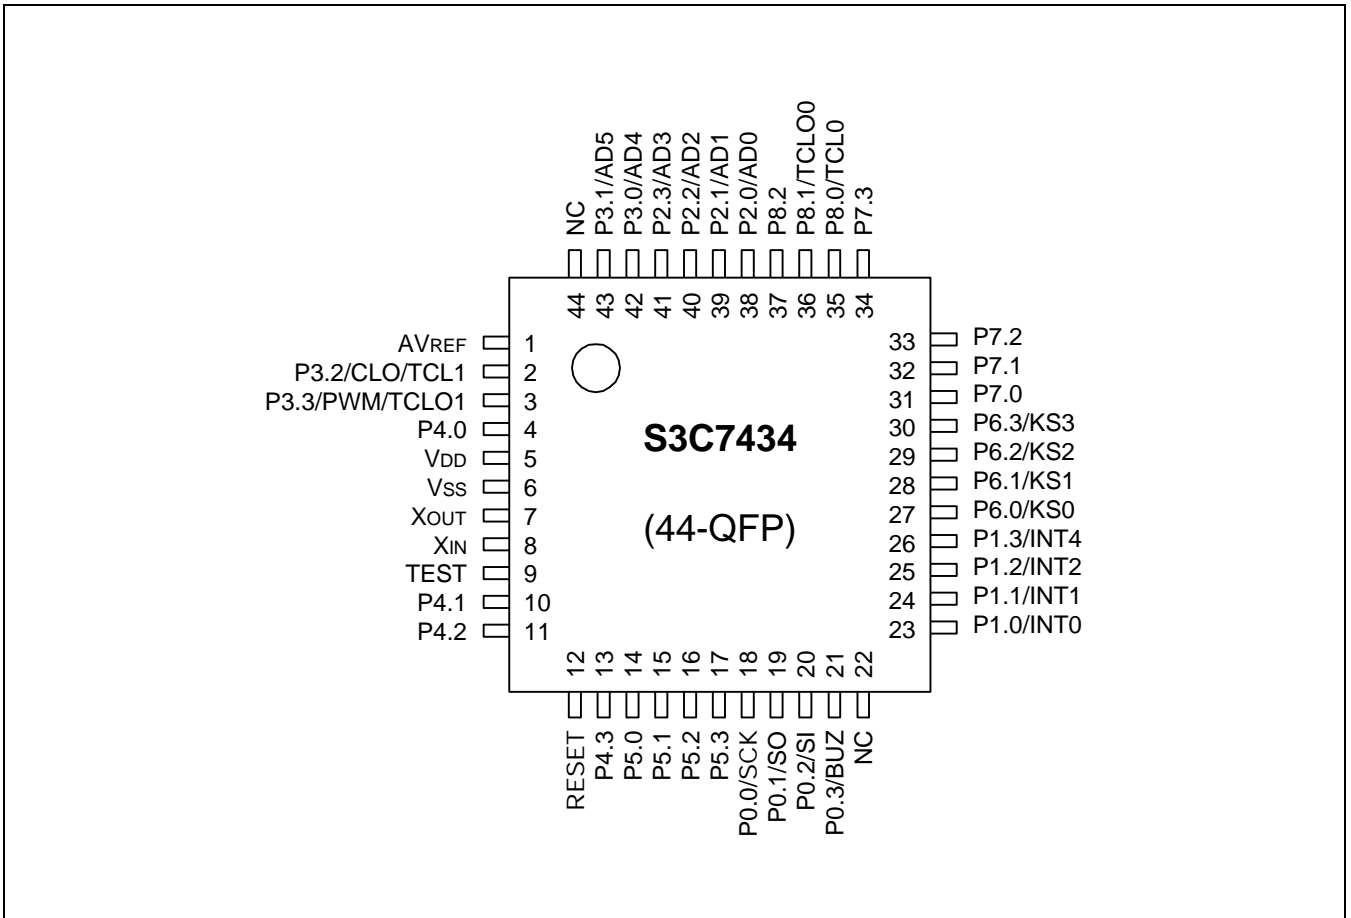 NC
P3.1/AD5
P3.0/AD4
P2.3/AD3
P2.2/AD2
P2.1/AD1
P2.0/AD0
P8.2
P8.1/TCLO0
P8.0/TCL0
P7.3
44
43
42
41
40
39
38
37
36
35
34
AVREF 1
P3.2/CLO/TCL1 2
P3.3/PWM/TCLO1 3
P4.0 4
VDD 5
VSS 6
XOUT 7
XIN 8
TEST 9
P4.1 10
P4.2 11
S3C7434
(44-QFP)
33 P7.2
32 P7.1
31 P7.0
30 P6.3/KS3
29 P6.2/KS2
28 P6.1/KS1
27 P6.0/KS0
26 P1.3/INT4
25 P1.2/INT2
24 P1.1/INT1
23 P1.0/INT0
12
13
14
15
16
17
18
19
20
21
22
RESET
P4.3
P5.0
P5.1
P5.2
P5.3
P0.0/SCK
P0.1/SO
P0.2/SI
P0.3/BUZ
NC